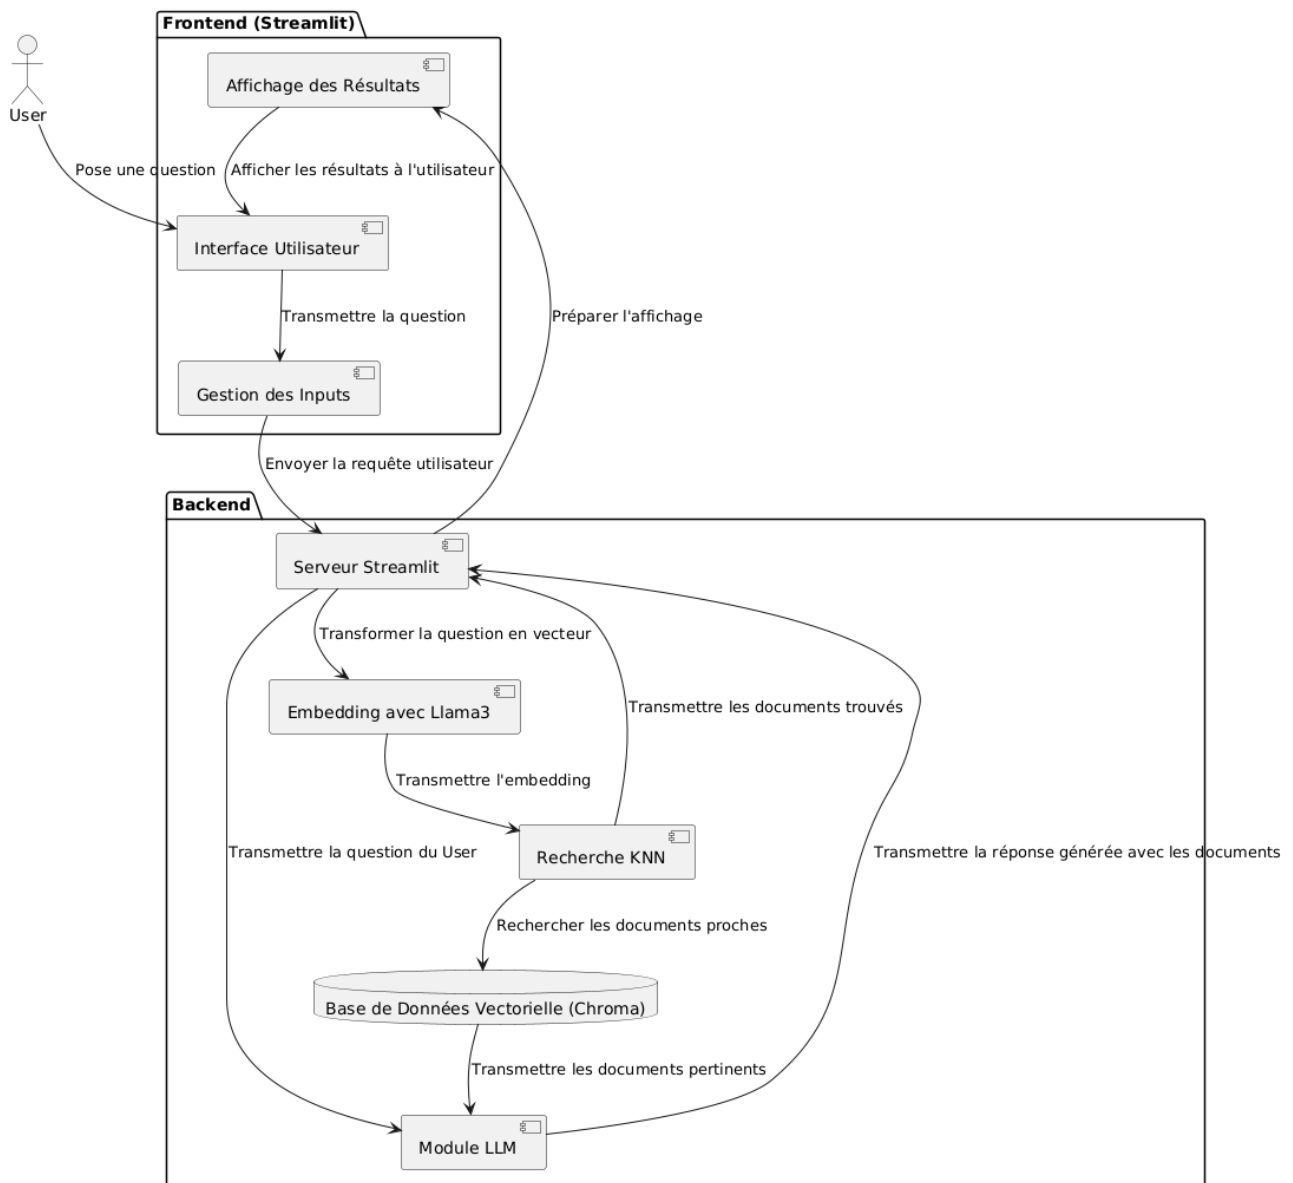 Frontend (Streamlit)
Affichage des Résultats
User
Pose une question
Afficher les résultats à l'utilisateur
Interface Utilisateur
Transmettre la question
Préparer l'affichage
Gestion des Inputs
Envoyer la requête utilisateur
Backend
Serveur Streamlit
Transformer la question en vecteur
Transmettre les documents trouvés
Embedding avec Llama3
Transmettre l'embedding
Transmettre la question du User
Recherche KNN
Transmettre la réponse générée avec les documents
Rechercher les documents proches
Base de Données Vectorielle (Chroma)
Transmettre les documents pertinents
Module LLM